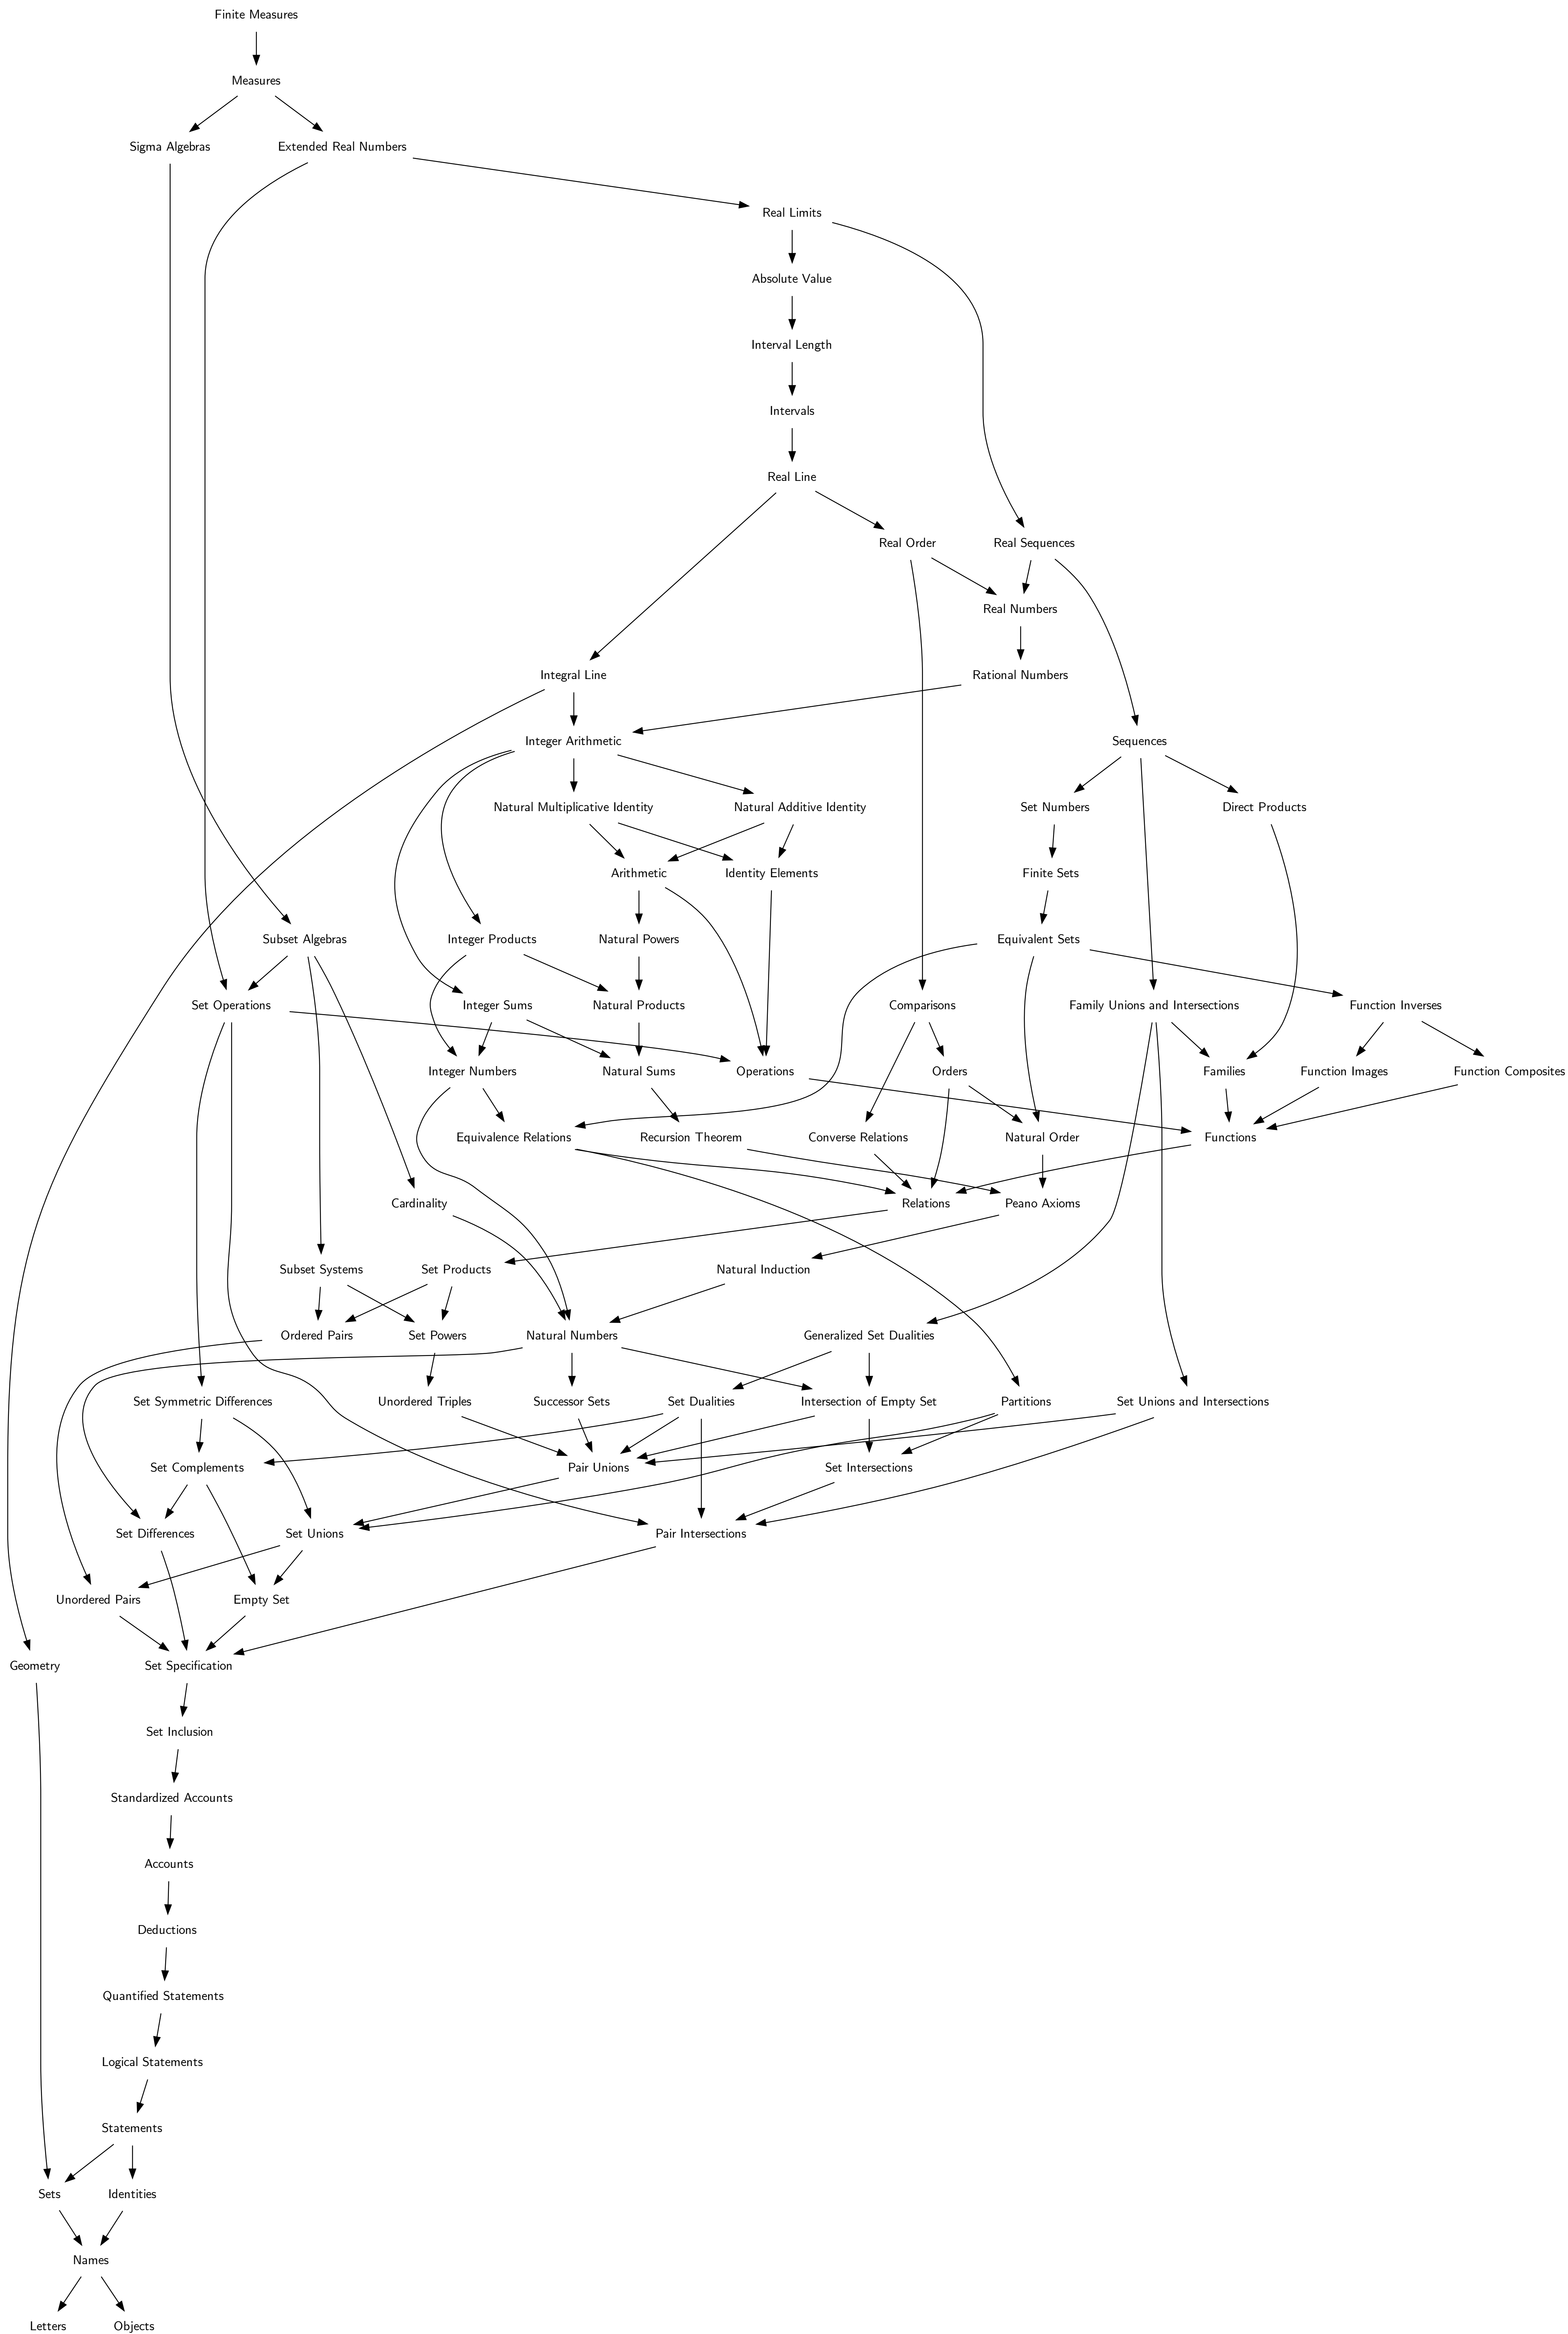 Finite Measures
Measures
Sigma Algebras
Extended Real Numbers
Real Limits
Absolute Value
Interval Length
Intervals
Real Line
Real Order
Real Sequences
Real Numbers
Integral Line
Rational Numbers
Integer Arithmetic
Sequences
Natural Multiplicative Identity
Natural Additive Identity
Set Numbers
Direct Products
Arithmetic
Identity Elements
Finite Sets
Subset Algebras
Integer Products
Natural Powers
Equivalent Sets
Set Operations
Integer Sums
Natural Products
Comparisons
Family Unions and Intersections
Function Inverses
Integer Numbers
Natural Sums
Operations
Orders
Families
Function Images
Function Composites
Equivalence Relations
Recursion Theorem
Converse Relations
Natural Order
Functions
Cardinality
Relations
Peano Axioms
Subset Systems
Set Products
Natural Induction
Ordered Pairs
Set Powers
Natural Numbers
Generalized Set Dualities
Set Symmetric Differences
Unordered Triples
Successor Sets
Set Dualities
Intersection of Empty Set
Partitions
Set Unions and Intersections
Set Complements
Pair Unions
Set Intersections
Set Differences
Set Unions
Pair Intersections
Unordered Pairs
Empty Set
Geometry
Set Specification
Set Inclusion
Standardized Accounts
Accounts
Deductions
Quantified Statements
Logical Statements
Statements
Sets
Identities
Names
Letters
Objects